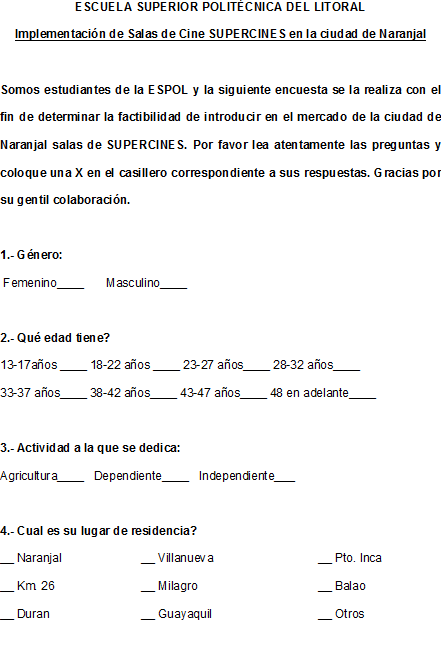 ESCUELA SUPERIOR POLITÉCNICA DEL LITORAL
Implementación de Salas de Cine SUPERCINES en la ciudad de Naranjal
Somos estudiantes de la ESPOL y la siguiente encuesta se la realiza con el
fin de determinar la factibilidad de introducir en el mercado de la ciudad de
Naranjal salas de SUPERCINES. Por favor lea atentamente las preguntas y
coloque una X en el casillero correspondiente a sus respuestas. Gracias por
su gentil colaboración.
1.- Género:
Femenino____ Masculino____
2.- Qué edad tiene?
13-17años ____ 18-22 años ____ 23-27 años____ 28-32 años____
33-37 años____ 38-42 años____ 43-47 años____ 48 en adelante____
3.- Actividad a la que se dedica:
Agricultura____ Dependiente____ Independiente___
4.- Cual es su lugar de residencia?
__ Naranjal __ Villanueva __ Pto. Inca
__ Km. 26 __ Milagro __ Balao
__ Duran __ Guayaquil __ Otros